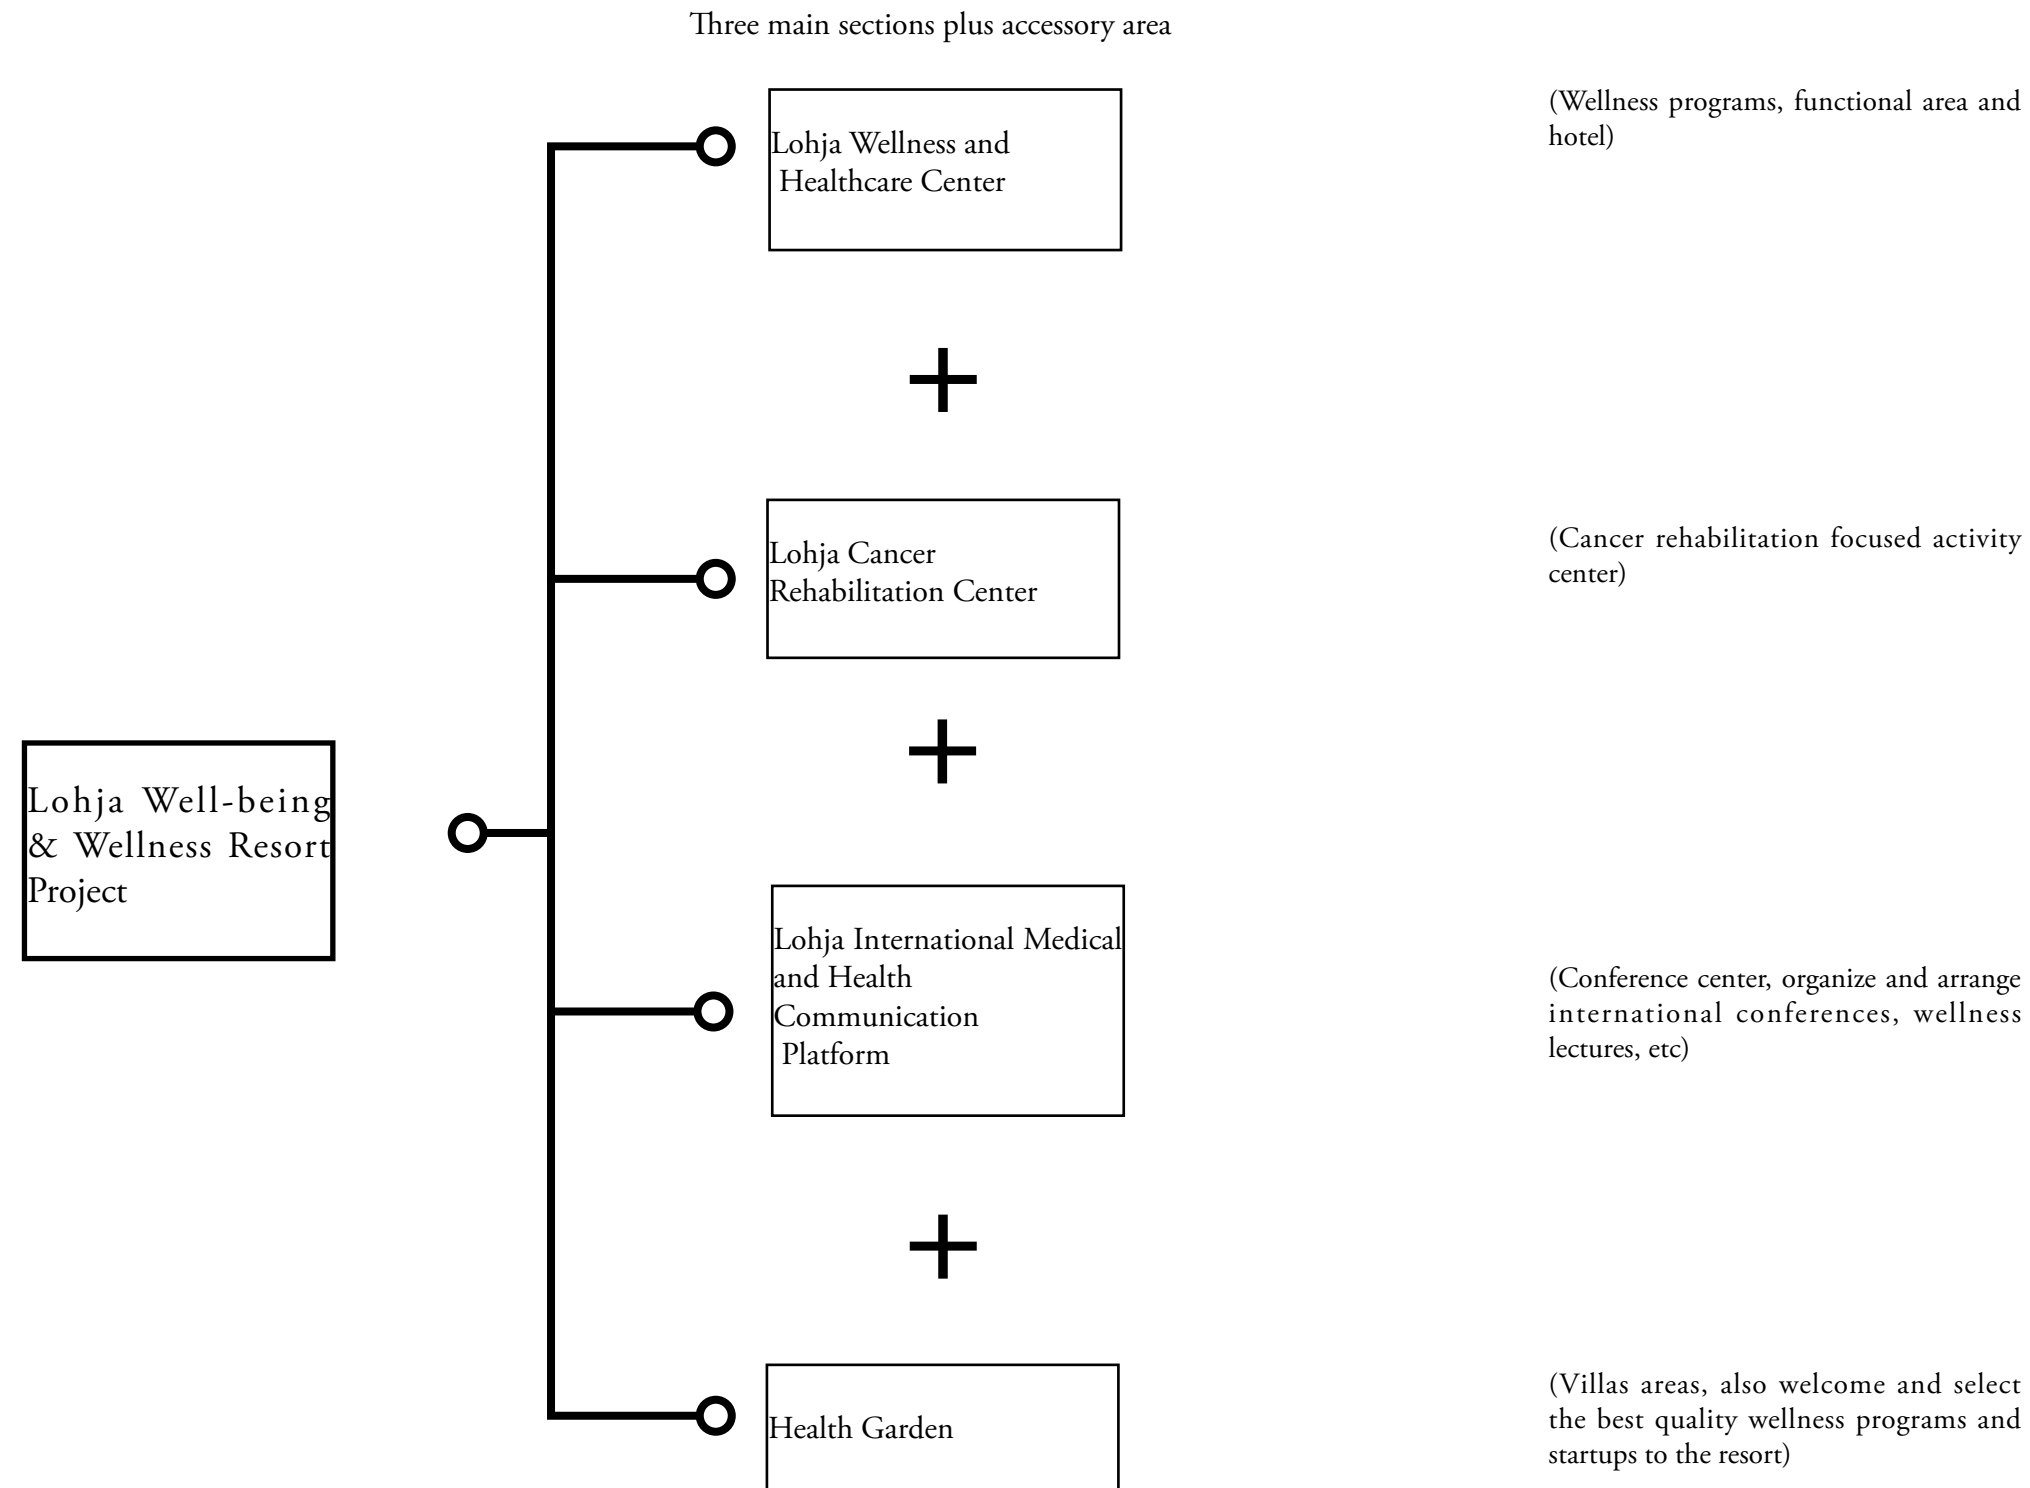 Three main sections plus accessory area
Lohja Wellness and
Healthcare Center
(Wellness programs, functional area and
hotel)
+
Lohja Cancer
Rehabilitation Center
(Cancer rehabilitation focused activity
center)
+
Lohja Well-being
& Wellness Resort
Project
Lohja International Medical
and Health
Communication
Platform
(Conference center, organize and arrange
international conferences, wellness
lectures, etc)
+
Health Garden
(Villas areas, also welcome and select
the best quality wellness programs and
startups to the resort)